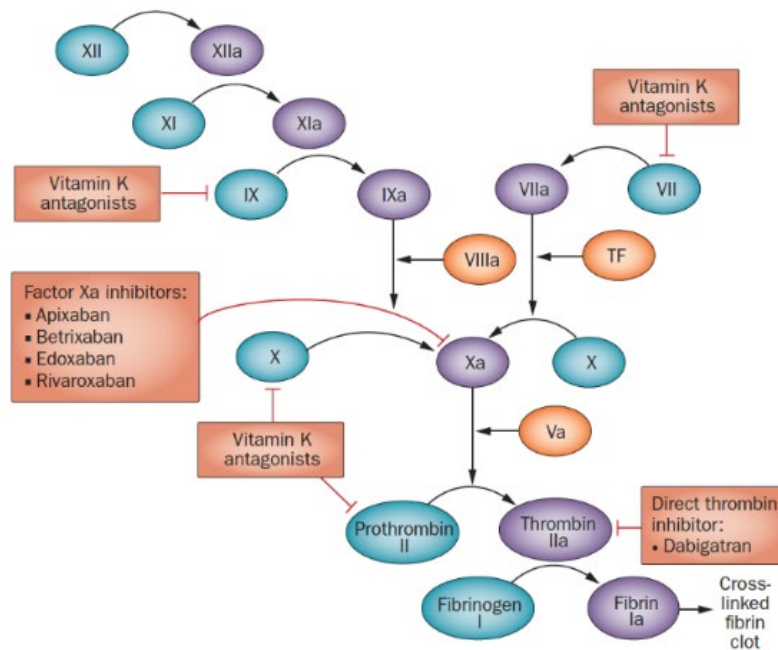 XII
XIIa
XI
XIa
Vitamin K
antagonists
Vitamin K
antagonists
IX
IXa
VIIa
VII
VIIIa
TF
Factor Xa inhibitors:
▪ Apixaban
▪ Betrixaban
▪ Edoxaban
▪ Rivaroxaban
X
Xa
X
Vitamin K
antagonists
Va
Prothrombin
II
Thrombin
IIa
Direct thrombin
inhibitor:
• Dabigatran
Fibrinogen
I
Fibrin
Ia
Cross-
linked
fibrin
clot